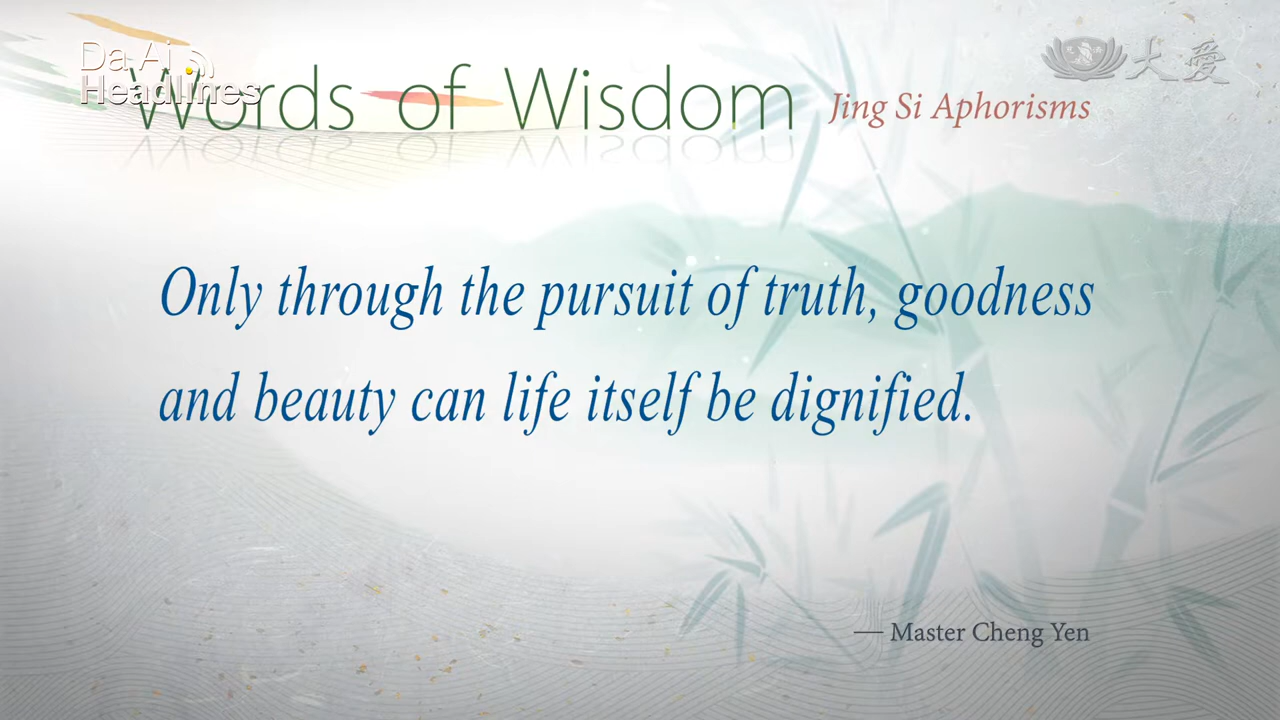 Da Ai
Headlines
Words of Wisdom
Jing Si Aphorisms
大愛
Only through the pursuit of truth, goodness
and beauty can life itself be dignified.
— Master Cheng Yen